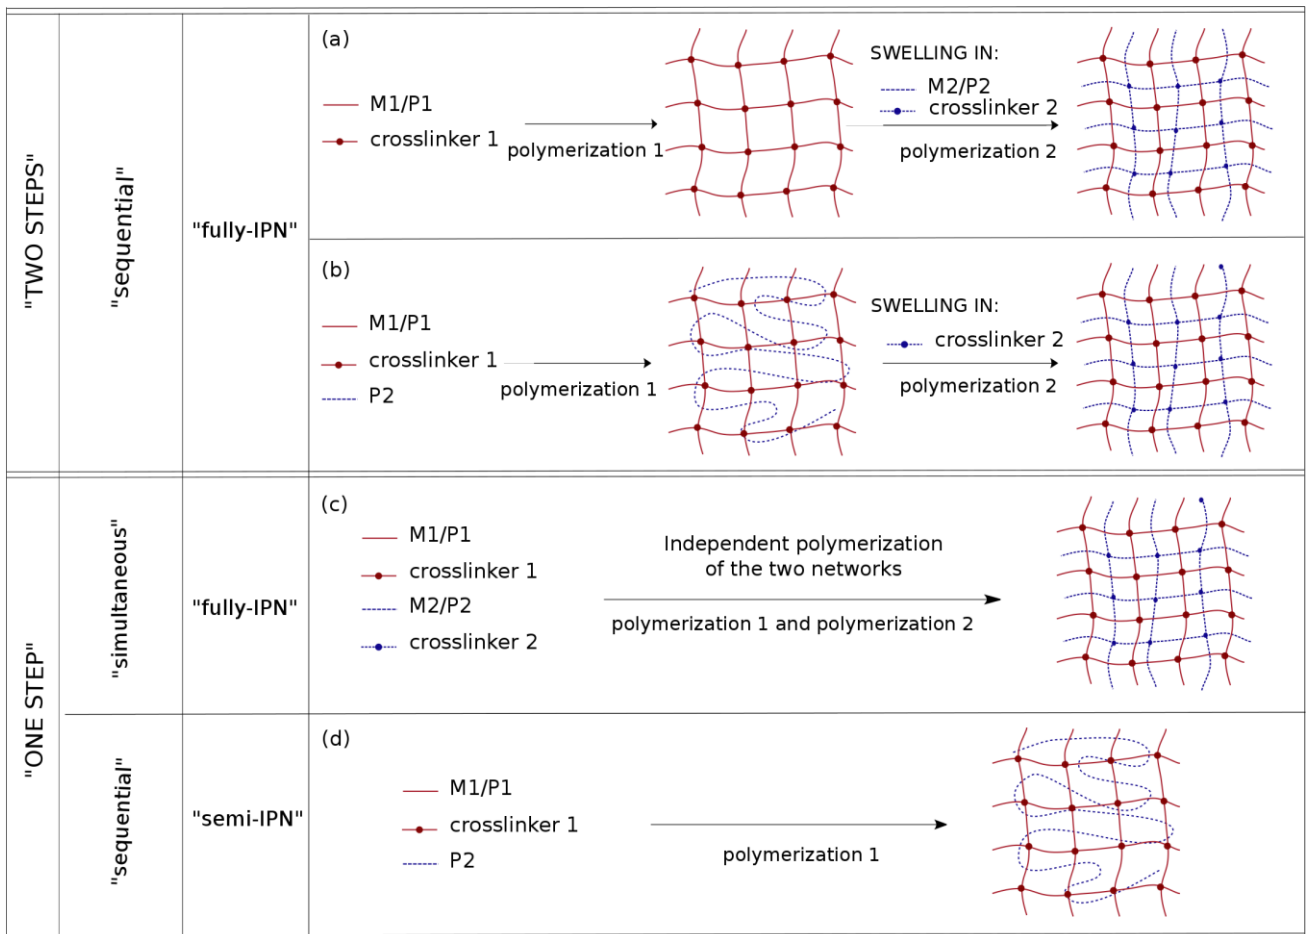 "TWO STEPS"
"sequential"
"fully-IPN"
(a)
M1/P1
crosslinker 1
polymerization 1
SWELLING IN:
M2/P2
crosslinker 2
polymerization 2
(b)
M1/P1
crosslinker 1
P2
polymerization 1
SWELLING IN:
crosslinker 2
polymerization 2
"ONE STEP"
"simultaneous"
"fully-IPN"
(c)
M1/P1
crosslinker 1
M2/P2
crosslinker 2
Independent polymerization
of the two networks
polymerization 1 and polymerization 2
"sequential"
"semi-IPN"
(d)
M1/P1
crosslinker 1
P2
polymerization 1